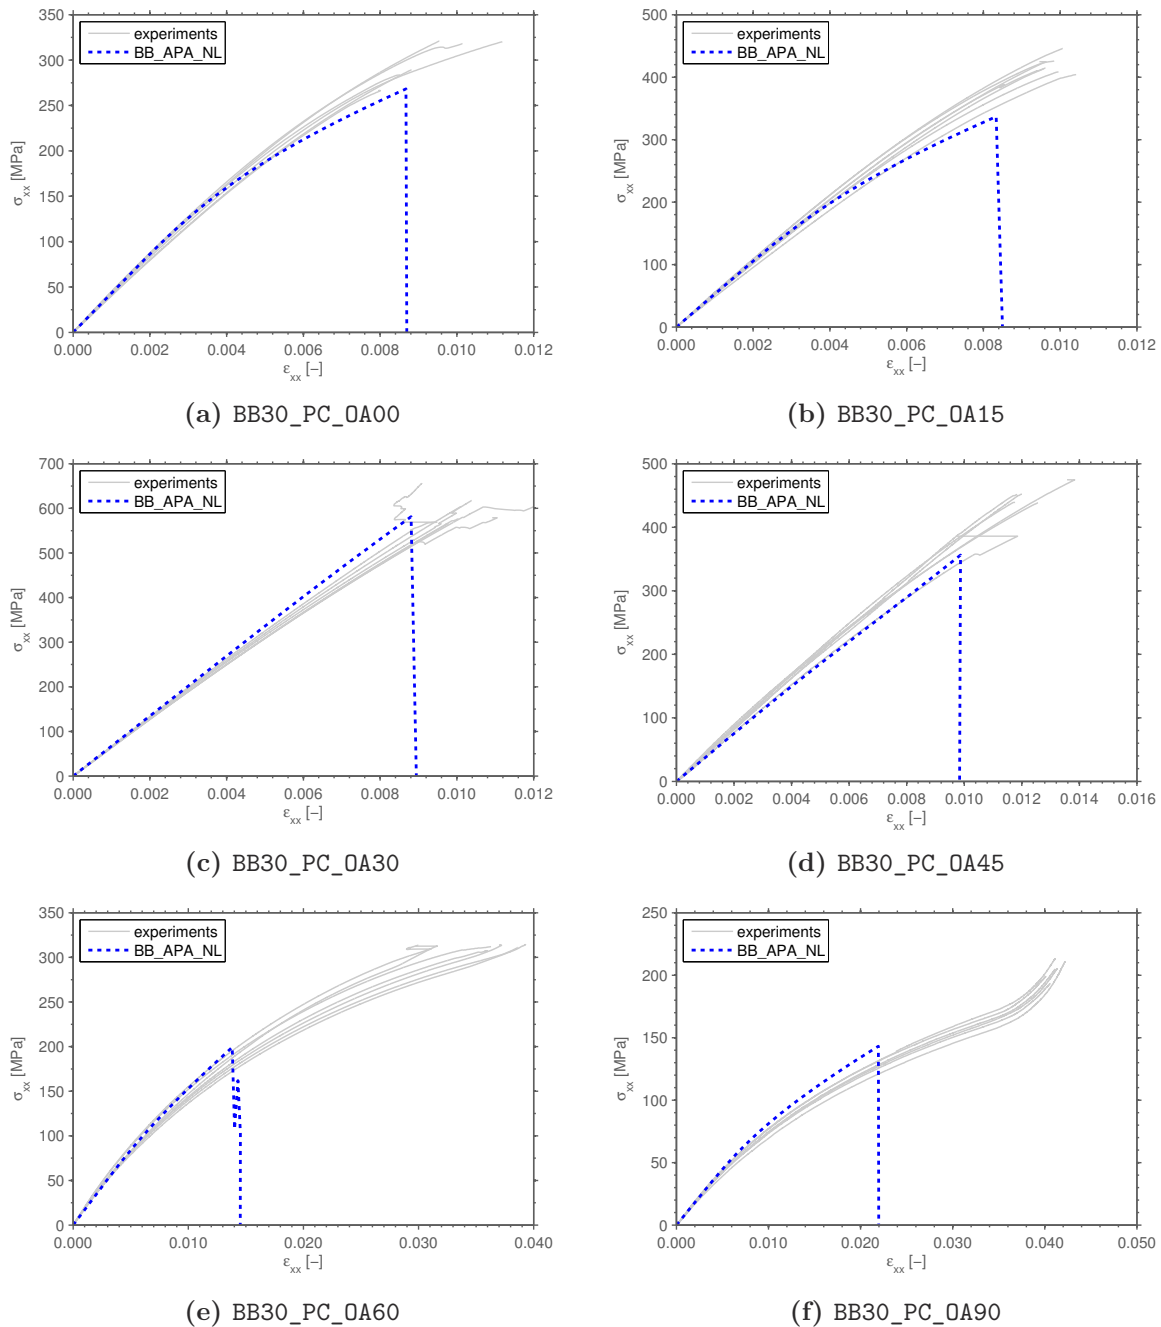 350
300
250
200
150
100
50
0
σxx [MPa]
experiments
BB_APA_NL
0.000 0.002 0.004 0.006 0.008 0.010 0.012
εxx [−]
(a) BB30_PC_OA00
500
400
300
200
100
0
σxx [MPa]
experiments
BB_APA_NL
0.000 0.002 0.004 0.006 0.008 0.010 0.012
εxx [−]
(b) BB30_PC_OA15
700
600
500
400
300
200
100
0
σxx [MPa]
experiments
BB_APA_NL
0.000 0.002 0.004 0.006 0.008 0.010 0.012
εxx [−]
(c) BB30_PC_OA30
500
400
300
200
100
0
σxx [MPa]
experiments
BB_APA_NL
0.000 0.002 0.004 0.006 0.008 0.010 0.012 0.014 0.016
εxx [−]
(d) BB30_PC_OA45
350
300
250
200
150
100
50
0
σxx [MPa]
experiments
BB_APA_NL
0.000 0.010 0.020 0.030 0.040
εxx [−]
(e) BB30_PC_OA60
250
200
150
100
50
0
σxx [MPa]
experiments
BB_APA_NL
0.000 0.010 0.020 0.030 0.040 0.050
εxx [−]
(f) BB30_PC_OA90